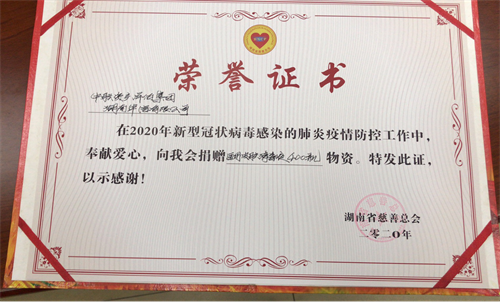 荣誉证书
在2020年新型冠状病毒感染的肺炎疫情防控工作中，
奉献爱心，向我会捐赠 物资。特发此证，
以示感谢！
湖南省慈善总会
二零二〇年